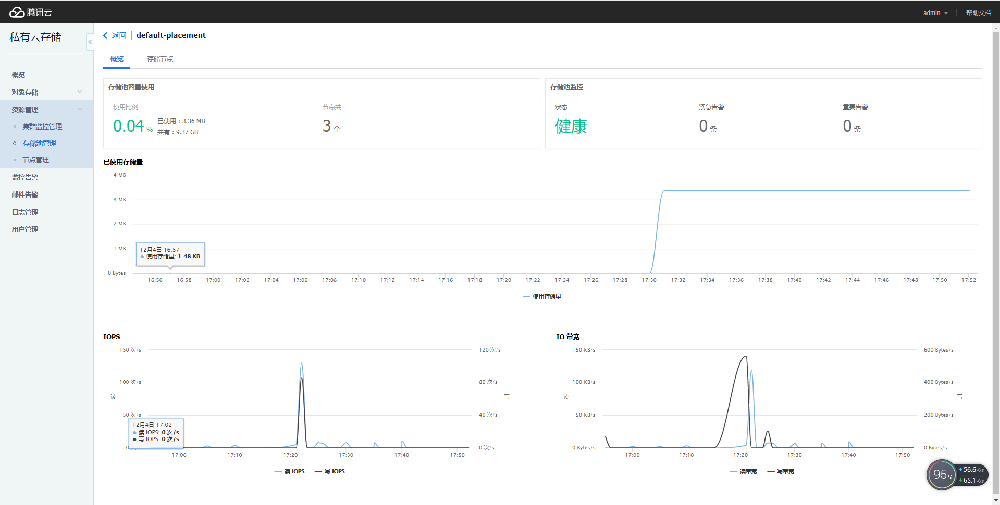 腾讯云
admin
帮助文档
私有云存储
«
返回
default-placement
概览
存储节点
概览
对象存储
资源管理
集群监控管理
存储池管理
节点管理
监控告警
邮件告警
日志管理
用户管理
存储池容量使用
使用比例
0.04 %
已使用：3.36 MB
共有：9.37 GB
节点共
3 个
存储池监控
状态
健康
紧急告警
0 条
重要告警
0 条
已使用存储量
4 MB
3 MB
2 MB
1 MB
0 Bytes
12月4日 16:57
使用存储量: 1.48 KB
16:56 16:58 17:00 17:02 17:04 17:06 17:08 17:10 17:12 17:14 17:16 17:18 17:20 17:22 17:24 17:26 17:28 17:30 17:32 17:34 17:36 17:38 17:40 17:42 17:44 17:46 17:48 17:50 17:52
使用存储量
IOPS
150 次/s
100 次/s
50 次/s
0 次/s
读
120 次/s
80 次/s
40 次/s
0 次/s
写
12月4日 17:02
读 IOPS: 0 次/s
写 IOPS: 0 次/s
17:00 17:10 17:20 17:30 17:40 17:50
读 IOPS 写 IOPS
IO 带宽
150 KB/s
100 KB/s
50 KB/s
0 Bytes/s
读
600 Bytes/s
400 Bytes/s
200 Bytes/s
0 Bytes/s
写
17:00 17:10 17:20 17:30 17:40 17:50
读带宽 写带宽
95%
56.6K/s
65.1K/s